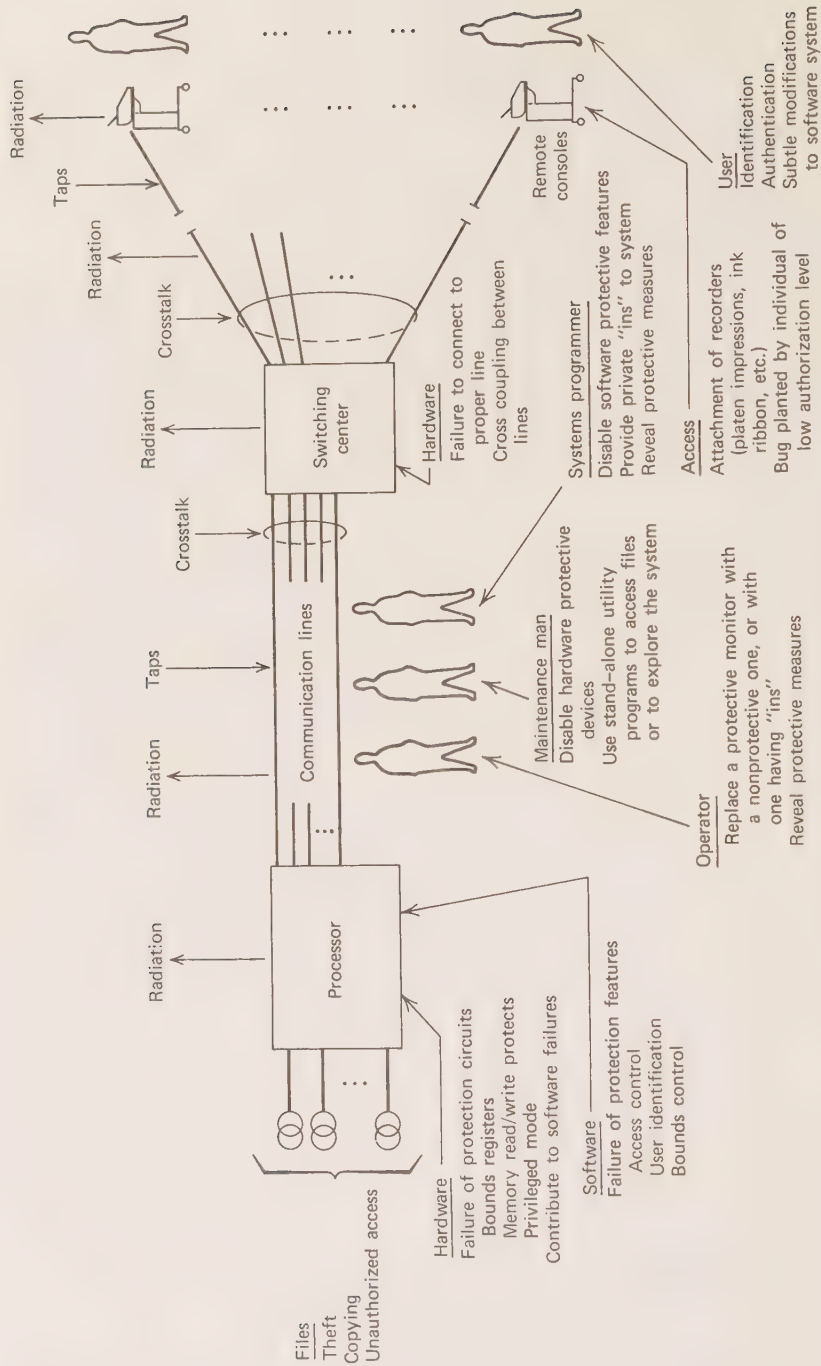 Radiation
Taps
Radiation
Crosstalk
Radiation
Crosstalk
Taps
Radiation
Radiation
Processor
Communication lines
Switching
center
Remote
consoles
Files
Theft
Copying
Unauthorized access
Hardware
Failure of protection circuits
Bounds registers
Memory read/write protects
Privileged mode
Contribute to software failures
Software
Failure of protection features
Access control
User identification
Bounds control
Operator
Replace a protective monitor with
a nonprotective one, or with
one having "ins"
Reveal protective measures
Maintenance man
Disable hardware protective
devices
Use stand-alone utility
programs to access files
or to explore the system
Systems programmer
Disable software protective features
Provide private "ins" to system
Reveal protective measures
Hardware
Failure to connect to
proper line
Cross coupling between
lines
Access
Attachment of recorders
(platen impressions, ink
ribbon, etc.)
Bug planted by individual of
low authorization level
User
Identification
Authentication
Subtle modifications
to software system